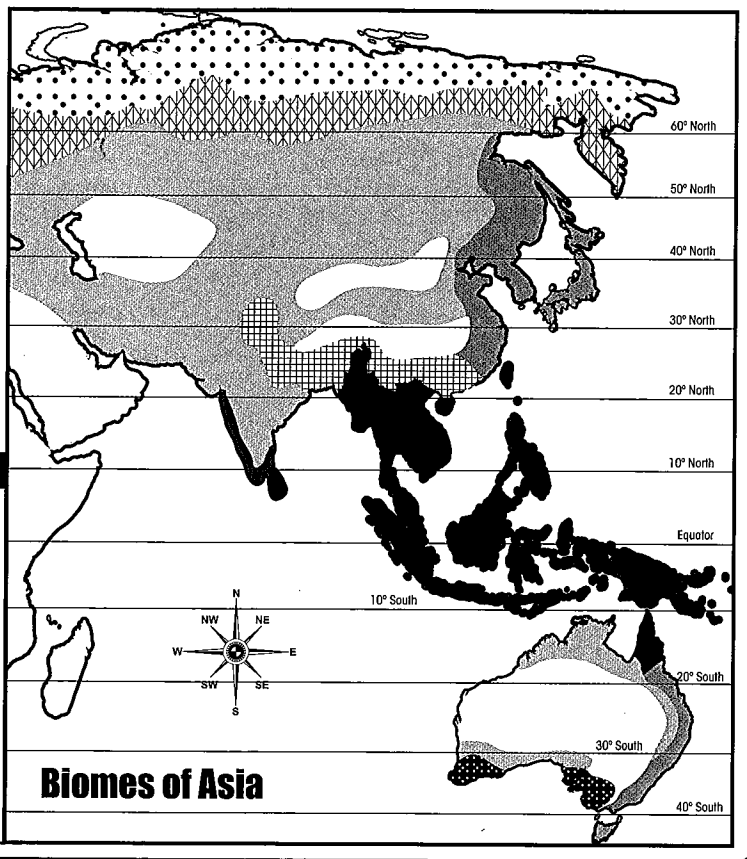 60° North
50° North
40° North
30° North
20° North
10° North
Equator
10° South
N
NW NE
W E
SW SE
S
20° South
30° South
Biomes of Asia
40° South